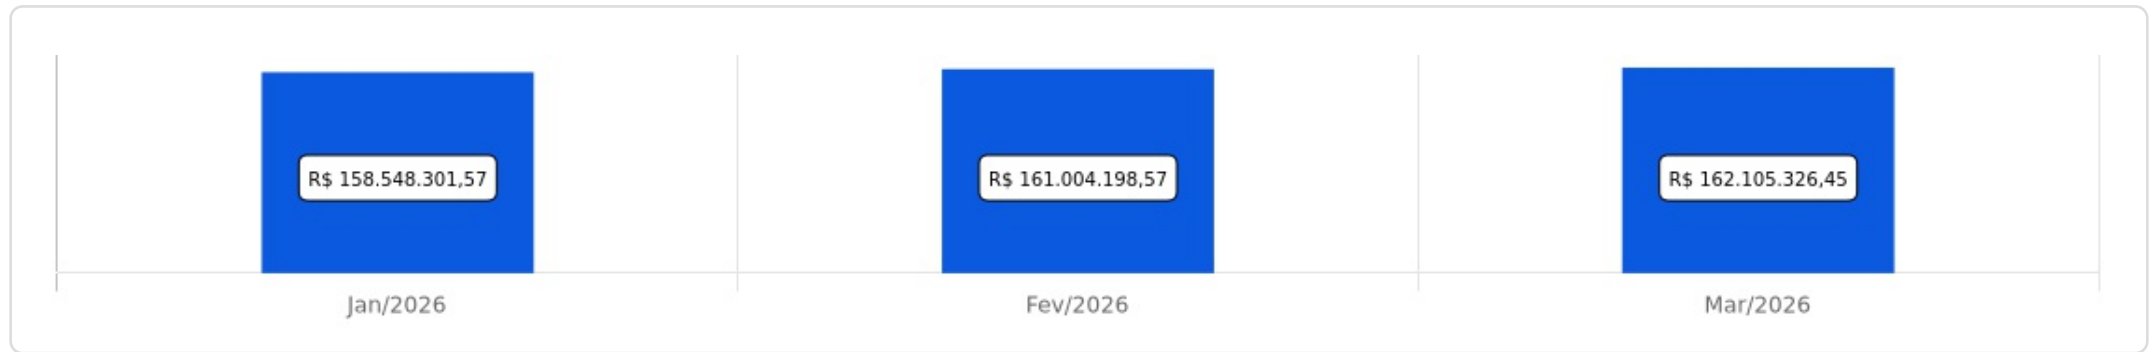 R$ 158.548.301,57 R$ 161.004.198,57 R$ 162.105.326,45
Jan/2026 Fev/2026 Mar/2026